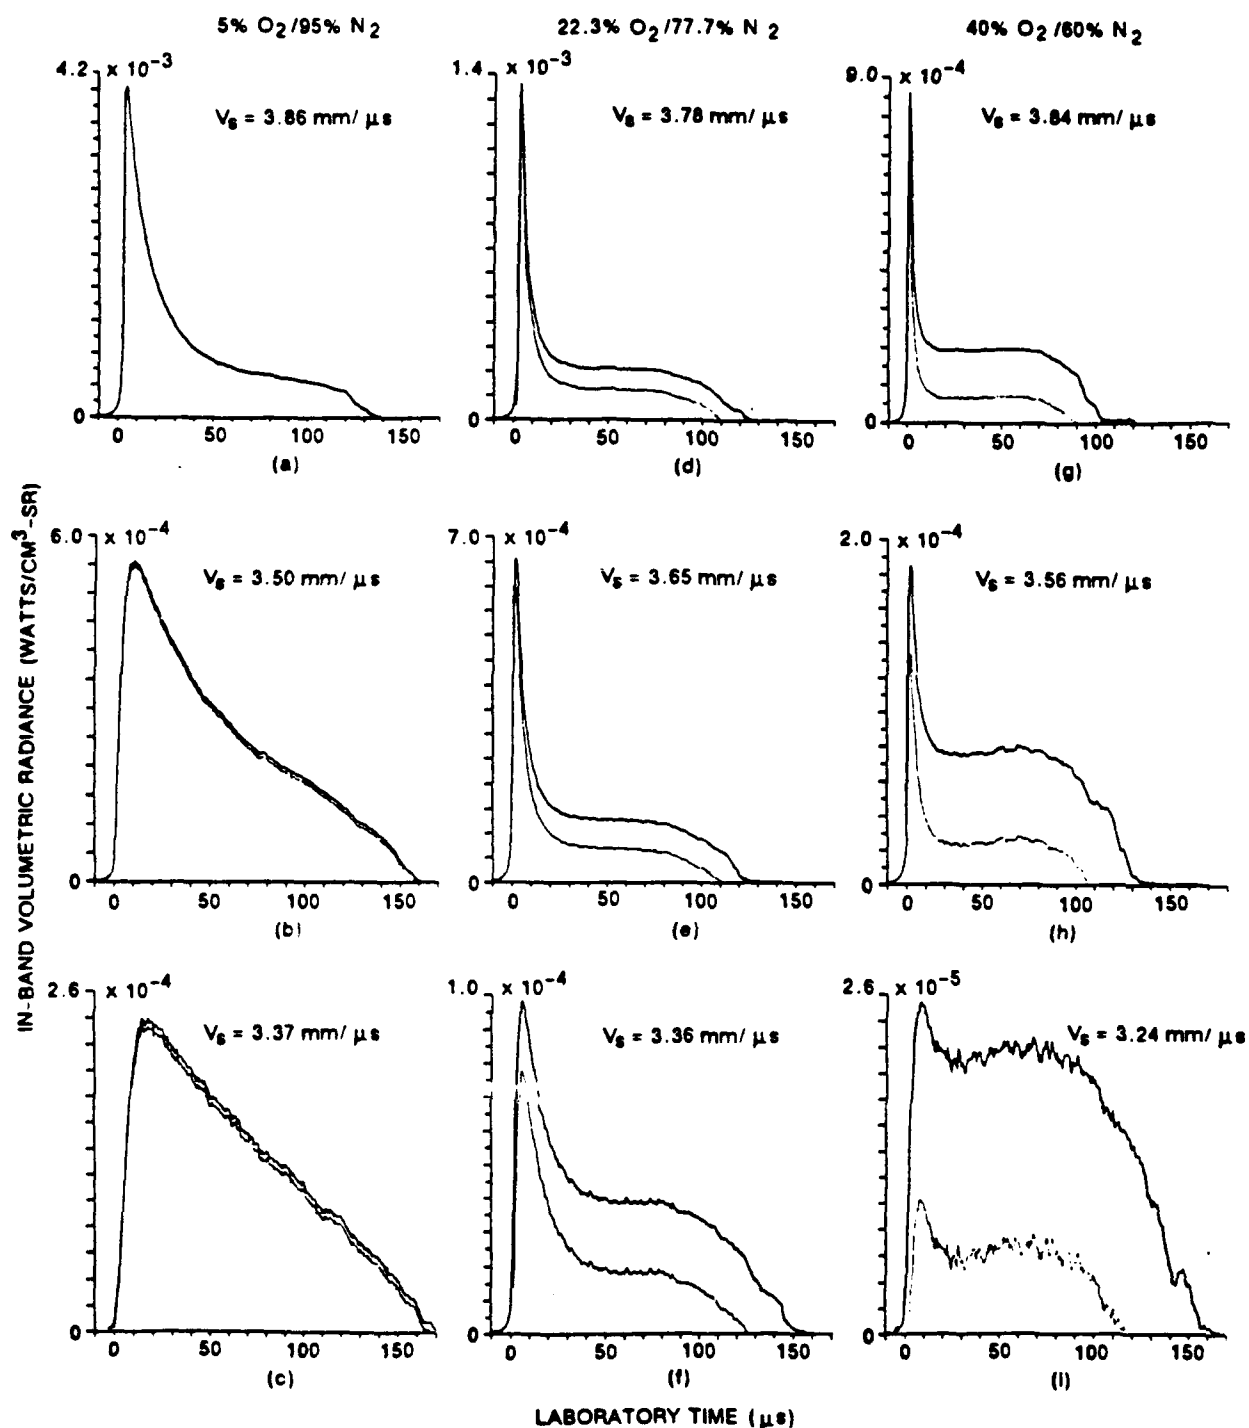 5% O2/95% N2
22.3% O2/77.7% N2
40% O2/60% N2
4.2 x 10-3
Vs = 3.86 mm/μs
0
0 50 100 150
(a)
1.4 x 10-3
Vs = 3.78 mm/μs
0
0 50 100 150
(d)
9.0 x 10-4
Vs = 3.84 mm/μs
0
0 50 100 150
(g)
6.0 x 10-4
Vs = 3.50 mm/μs
0
0 50 100 150
(b)
7.0 x 10-4
Vs = 3.65 mm/μs
0
0 50 100 150
(e)
2.0 x 10-4
Vs = 3.56 mm/μs
0
0 50 100 150
(h)
2.6 x 10-4
Vs = 3.37 mm/μs
0
0 50 100 150
(c)
1.0 x 10-4
Vs = 3.36 mm/μs
0
0 50 100 150
(f)
2.6 x 10-5
Vs = 3.24 mm/μs
0
0 50 100 150
(i)
IN-BAND VOLUMETRIC RADIANCE (WATTS/CM3-SR)
LABORATORY TIME (μs)